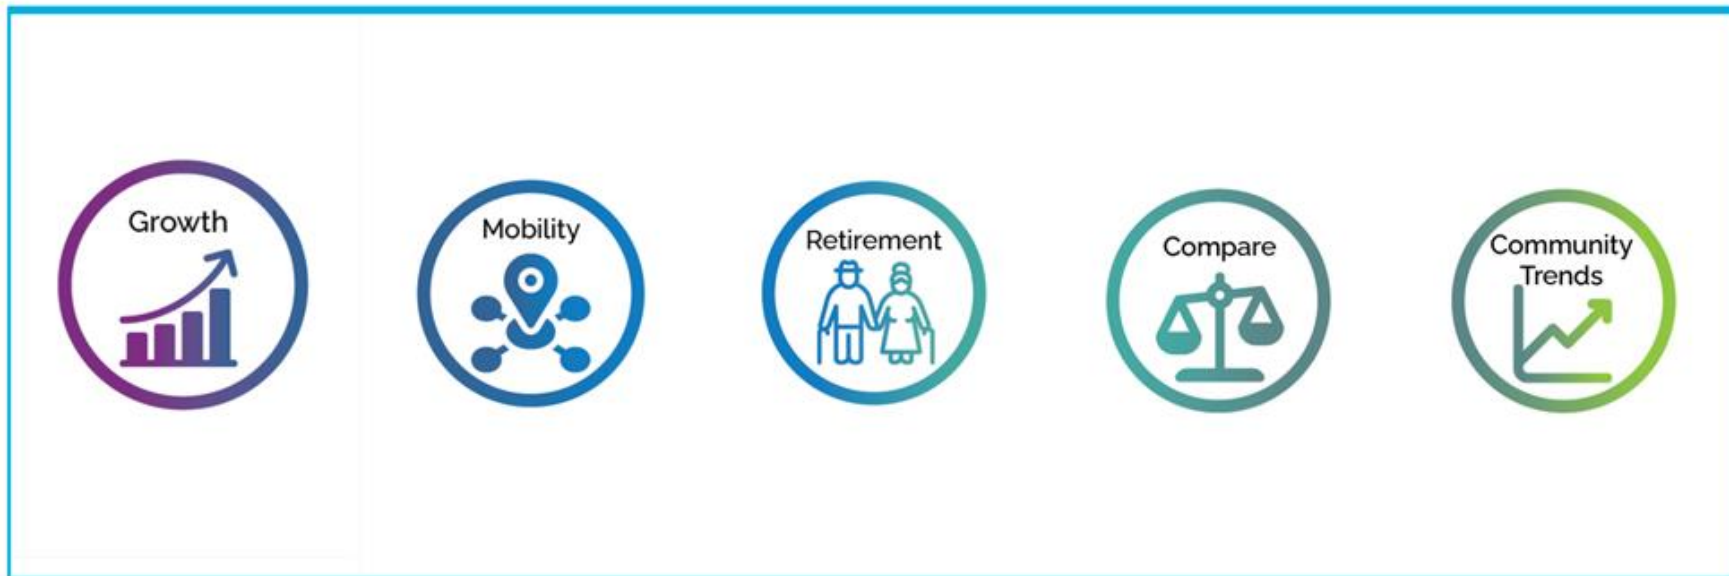 Growth
Mobility
Retirement
Compare
Community
Trends